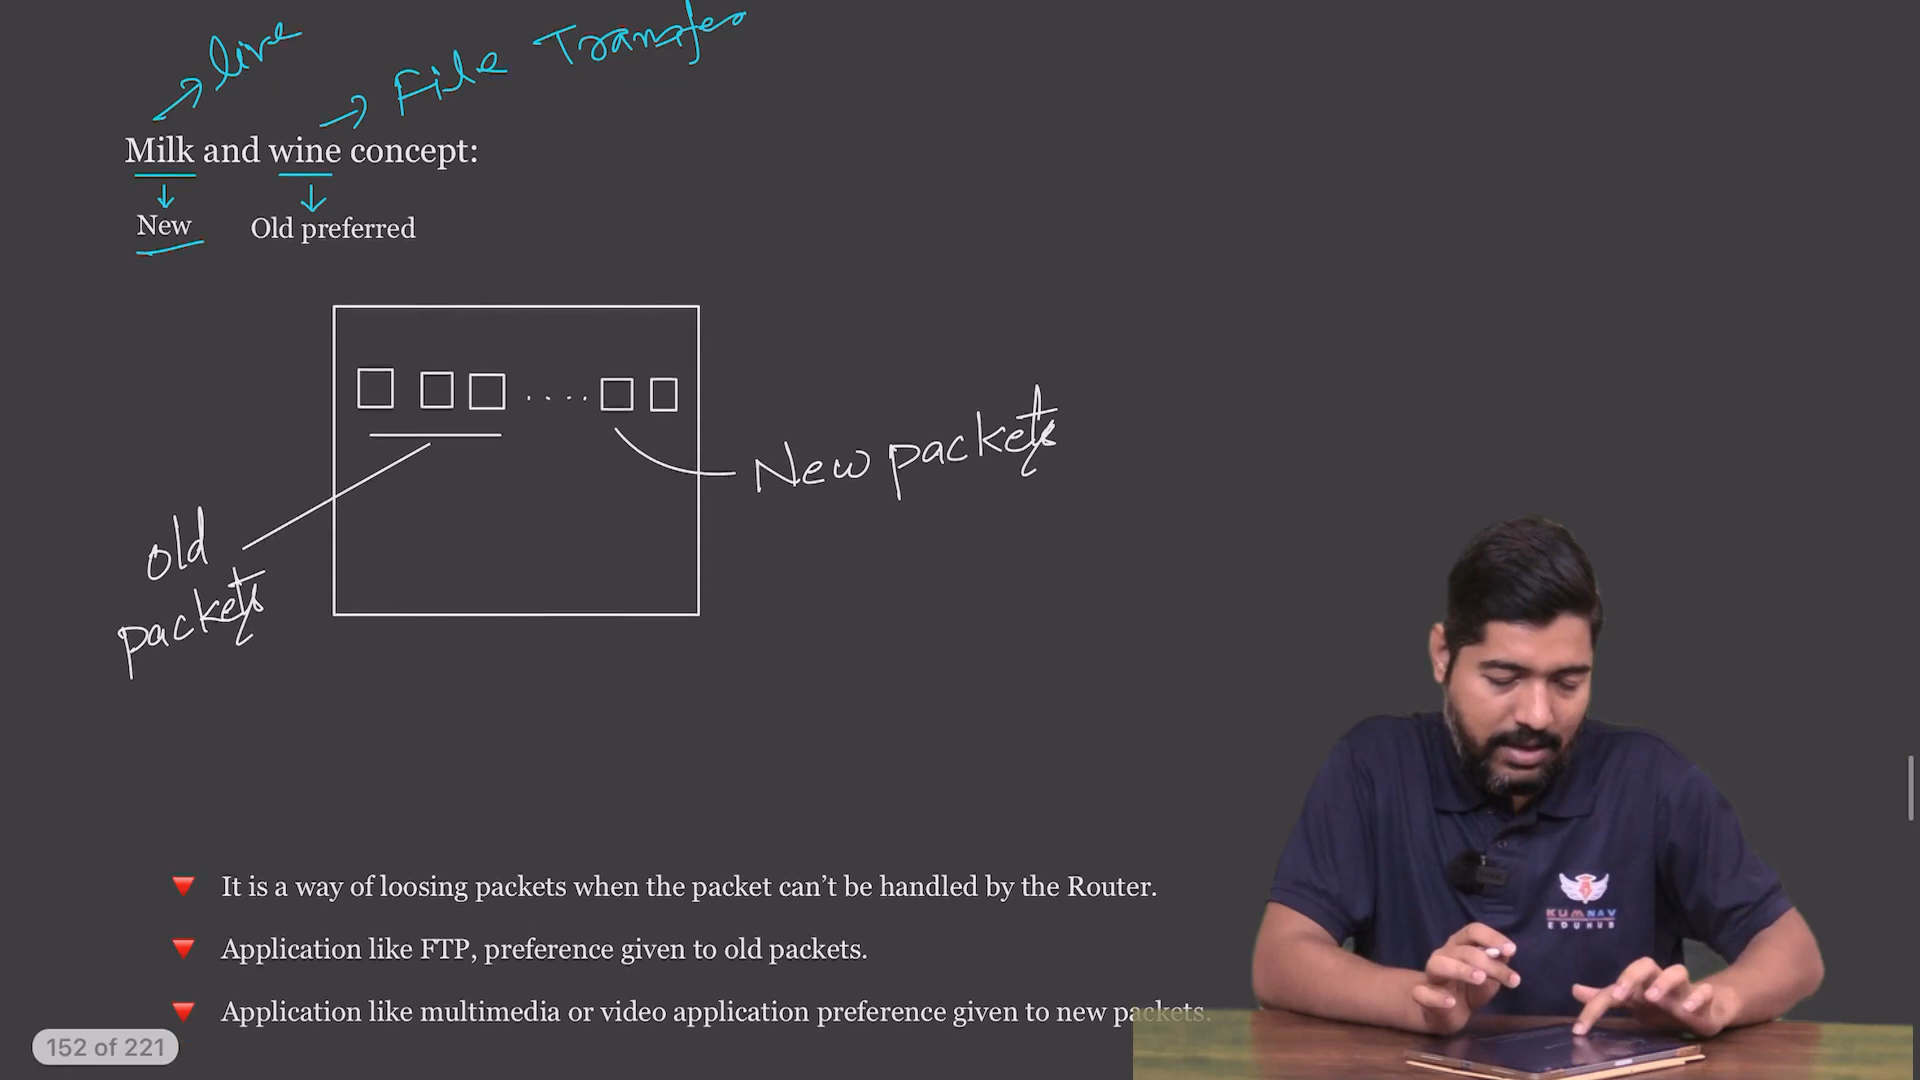 live
File Transfer
Milk and wine concept:
New Old preferred
New packets
old
packets
It is a way of loosing packets when the packet can’t be handled by the Router.
Application like FTP, preference given to old packets.
Application like multimedia or video application preference given to new packets.
152 of 221
KUMNAV
EDUHUB